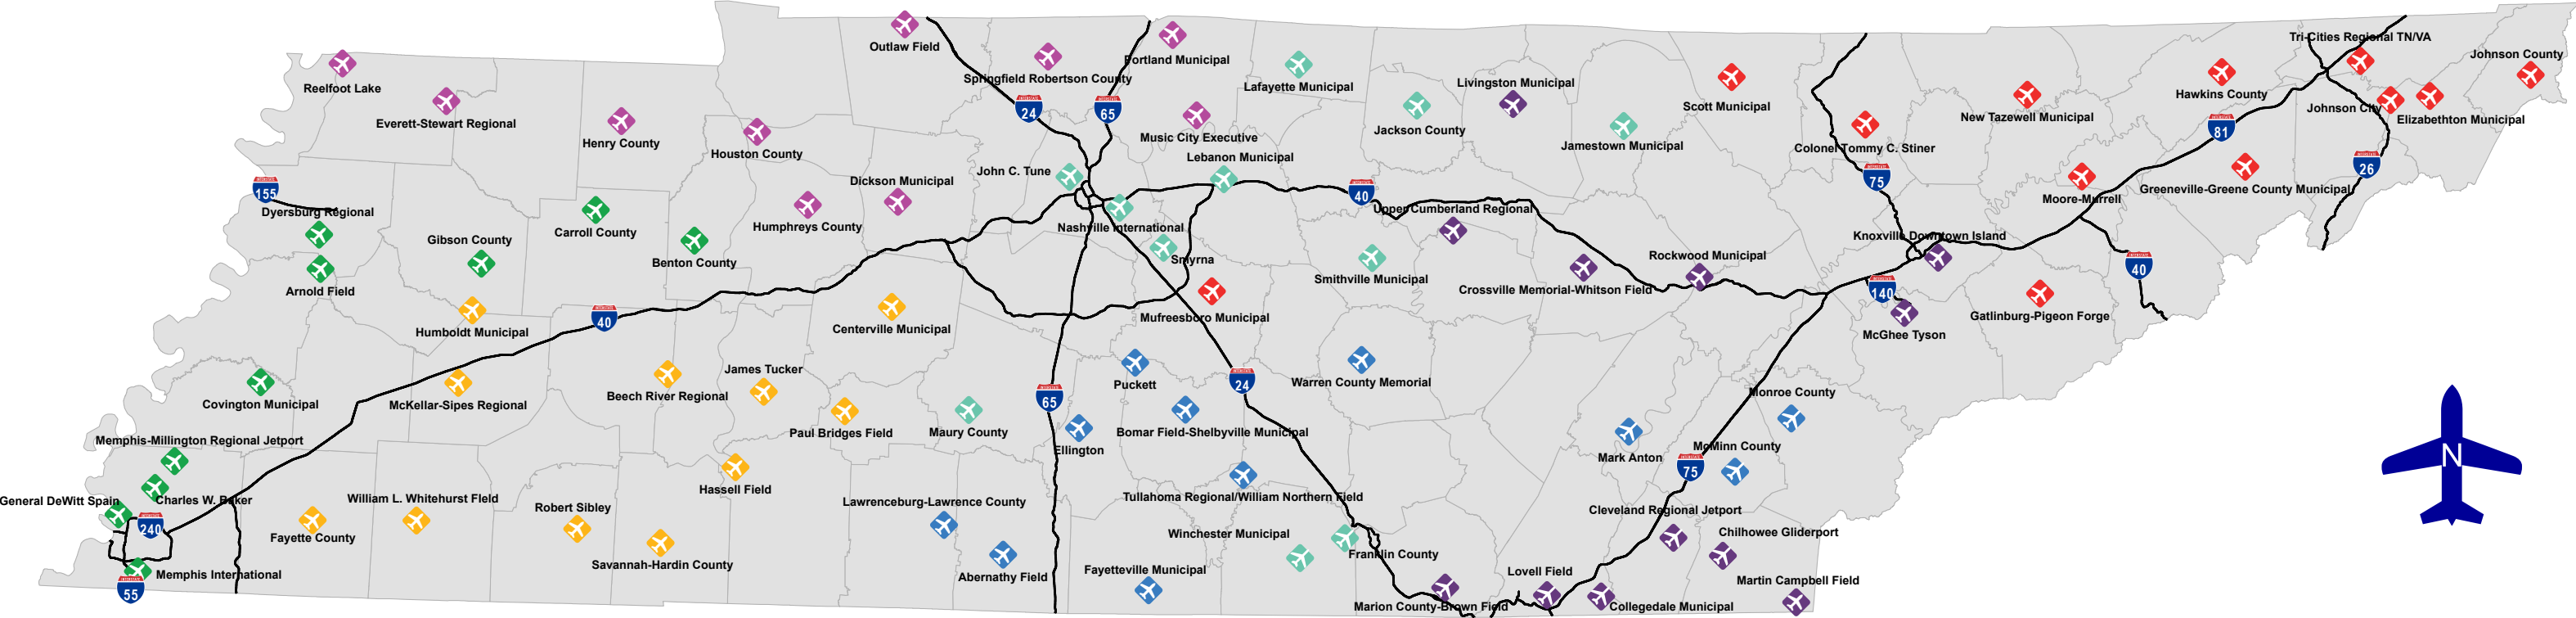 Outlaw Field
Reelfoot Lake
Everett-Stewart Regional
Henry County
Houston County
Springfield Robertson County
Portland Municipal
Lafayette Municipal
24
65
Music City Executive
Jackson County
Livingston Municipal
Jamestown Municipal
Scott Municipal
Colonel Tommy C. Stiner
New Tazewell Municipal
Hawkins County
Tri-Cities Regional TN/VA
Johnson County
Johnson City
Elizabethton Municipal
81
26
75
Moore-Murrell
Greeneville-Greene County Municipal
155
Dyersburg Regional
Arnold Field
Gibson County
Carroll County
Benton County
Humphreys County
Dickson Municipal
John C. Tune
Lebanon Municipal
Nashville International
Smyrna
40
Upper Cumberland Regional
Smithville Municipal
Crossville Memorial-Whitson Field
Rockwood Municipal
Knoxville Downtown Island
140
McGhee Tyson
Gatlinburg-Pigeon Forge
40
Humboldt Municipal
40
Centerville Municipal
Mufreesboro Municipal
Covington Municipal
McKellar-Sipes Regional
Beech River Regional
James Tucker
Paul Bridges Field
Maury County
65
Puckett
24
Warren County Memorial
Ellington
Bomar Field-Shelbyville Municipal
Mark Anton
Monroe County
McMinn County
75
N
Memphis-Millington Regional Jetport
General DeWitt Spain
Charles W. Baker
240
Fayette County
William L. Whitehurst Field
Robert Sibley
Savannah-Hardin County
Hassell Field
Lawrenceburg-Lawrence County
Abernathy Field
Tullahoma Regional/William Northern Field
Winchester Municipal
Franklin County
Fayetteville Municipal
Cleveland Regional Jetport
Chilhowee Gliderport
Memphis International
55
Marion County-Brown Field
Lovell Field
Collegedale Municipal
Martin Campbell Field